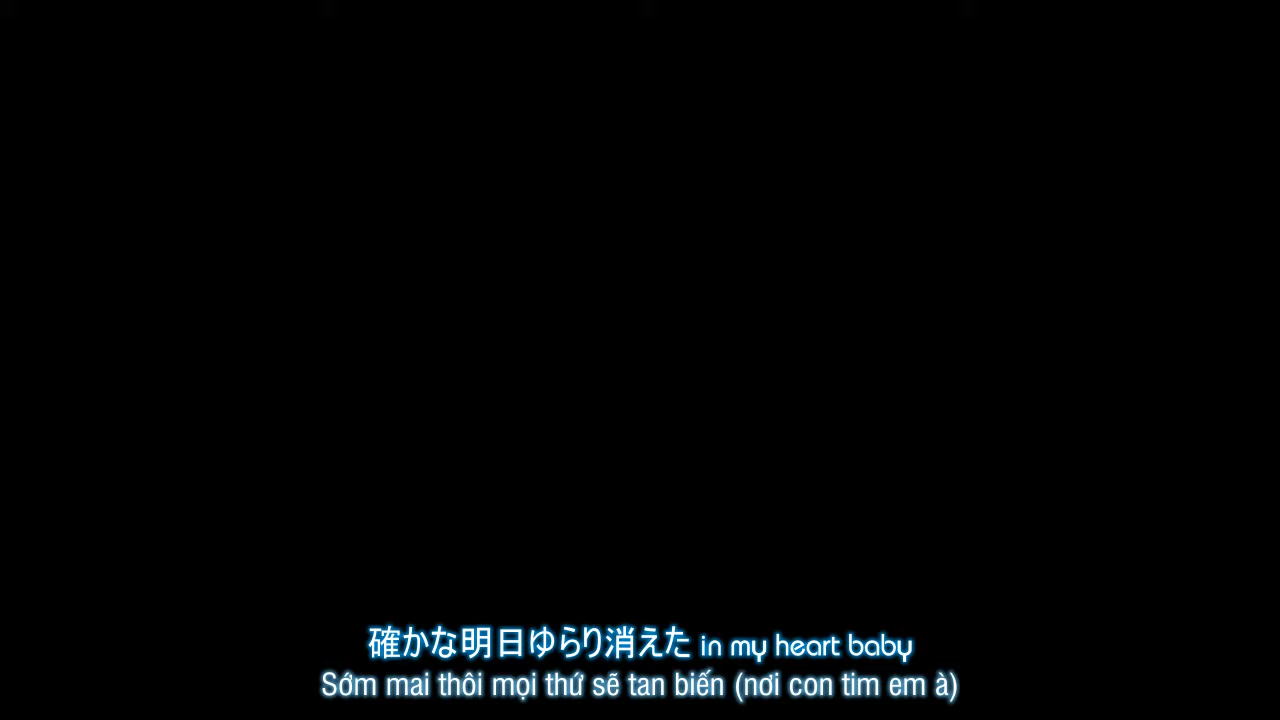 確かな明日ゆらり消えた in my heart baby
Sớm mai thôi mọi thứ sẽ tan biến (nơi con tim em à)